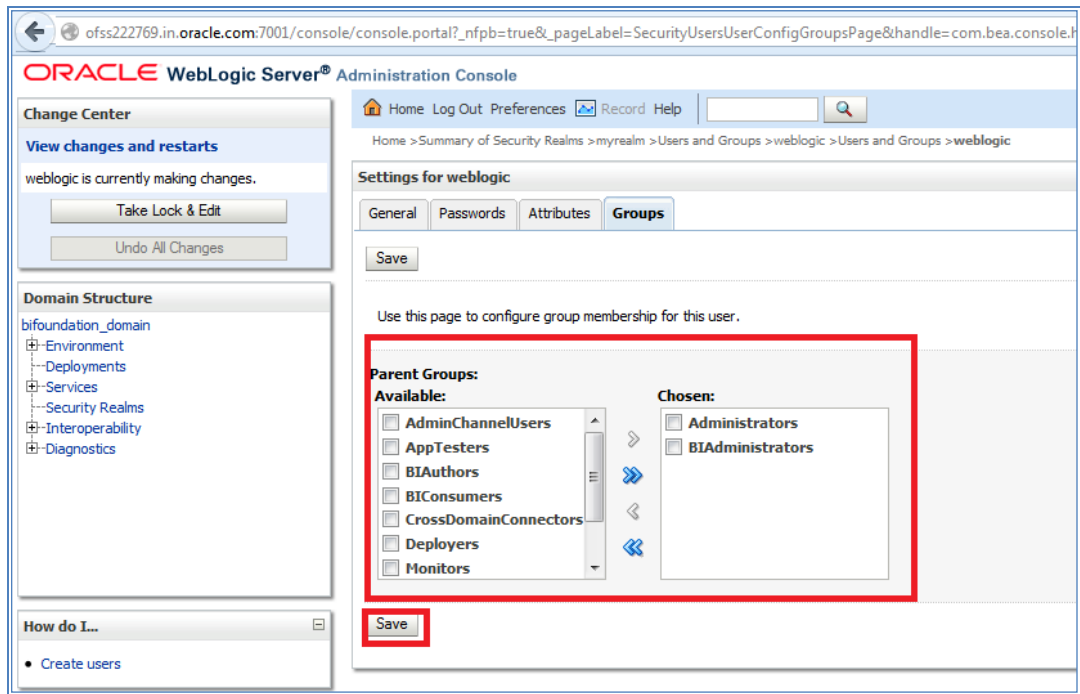 ofss222769.in.oracle.com:7001/console/console.portal?_nfpb=true&_pageLabel=SecurityUsersUserConfigGroupsPage&handle=com.bea.console.
ORACLE WebLogic Server® Administration Console
Change Center
View changes and restarts
weblogic is currently making changes.
Take Lock & Edit
Undo All Changes
Domain Structure
bifoundation_domain
Environment
Deployments
Services
Security Realms
Interoperability
Diagnostics
How do I...
• Create users
Home Log Out Preferences Record Help
Home >Summary of Security Realms >myrealm >Users and Groups >weblogic >Users and Groups >weblogic
Settings for weblogic
General Passwords Attributes Groups
Save
Use this page to configure group membership for this user.
Parent Groups:
Available:
AdminChannelUsers
AppTesters
BIAuthors
BIConsumers
CrossDomainConnectors
Deployers
Monitors
Chosen:
Administrators
BIAdministrators
Save